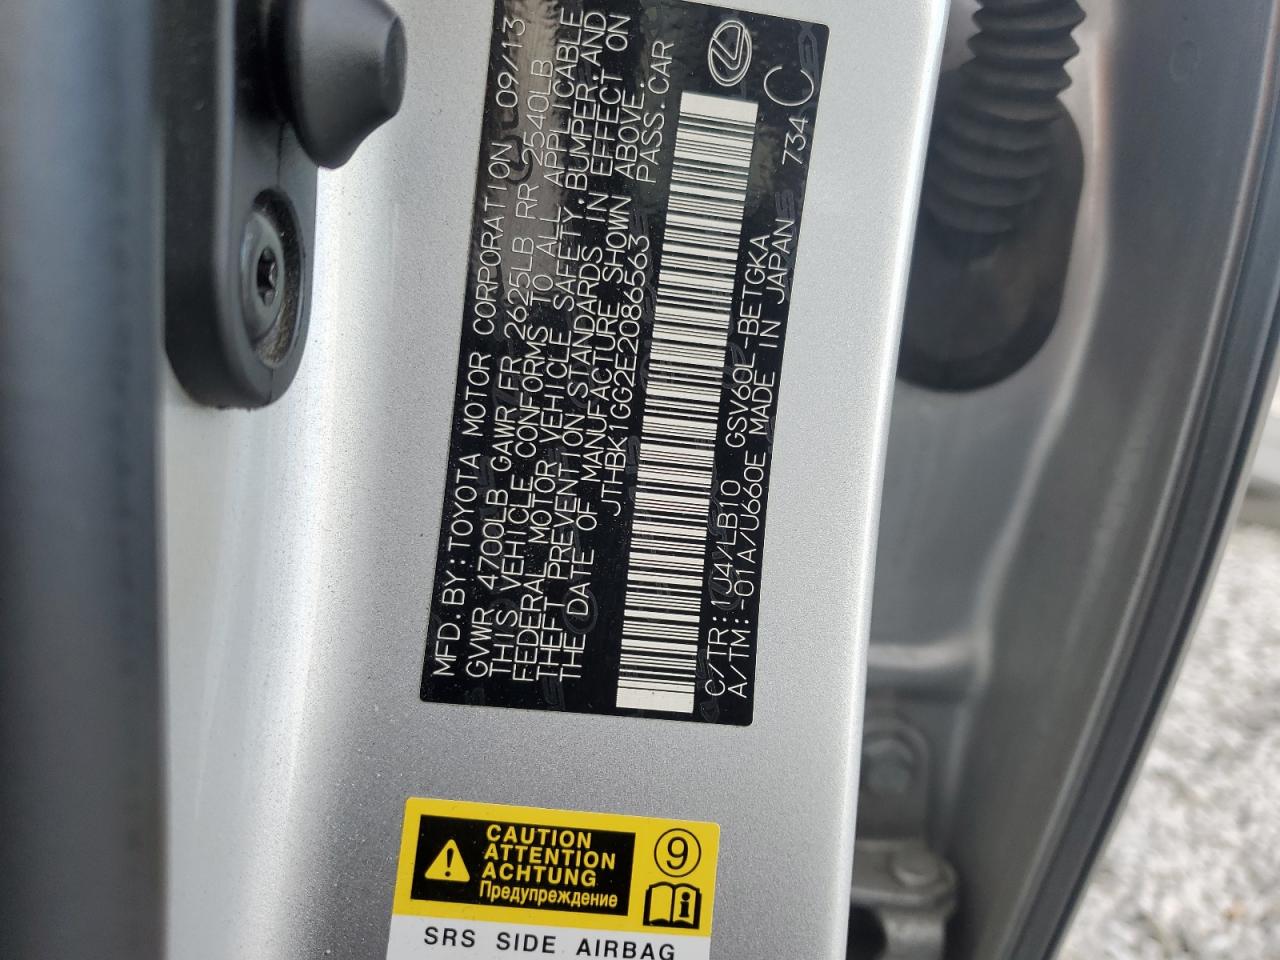 MFD.BY:TOYOTA MOTOR CORPORATION 09/13
GVWR 4700LB GAWR FR 2625LB RR 2540LB
THIS VEHICLE CONFORMS TO ALL APPLICABLE
FEDERAL MOTOR VEHICLE SAFETY,BUMPER,AND
THEFT PREVENTION STANDARDS IN EFFECT ON
THE DATE OF MANUFACTURE SHOWN ABOVE.
JTHBK1GG2E2086563 PASS.CAR
C/TR: 1J4/LB10 GSV60L-BETGKA
A/TM:-01A/U660E MADE IN JAPAN 734 C
CAUTION
ATTENTION
ACHTUNG
Предупреждение
9
i
SRS SIDE AIRBAG